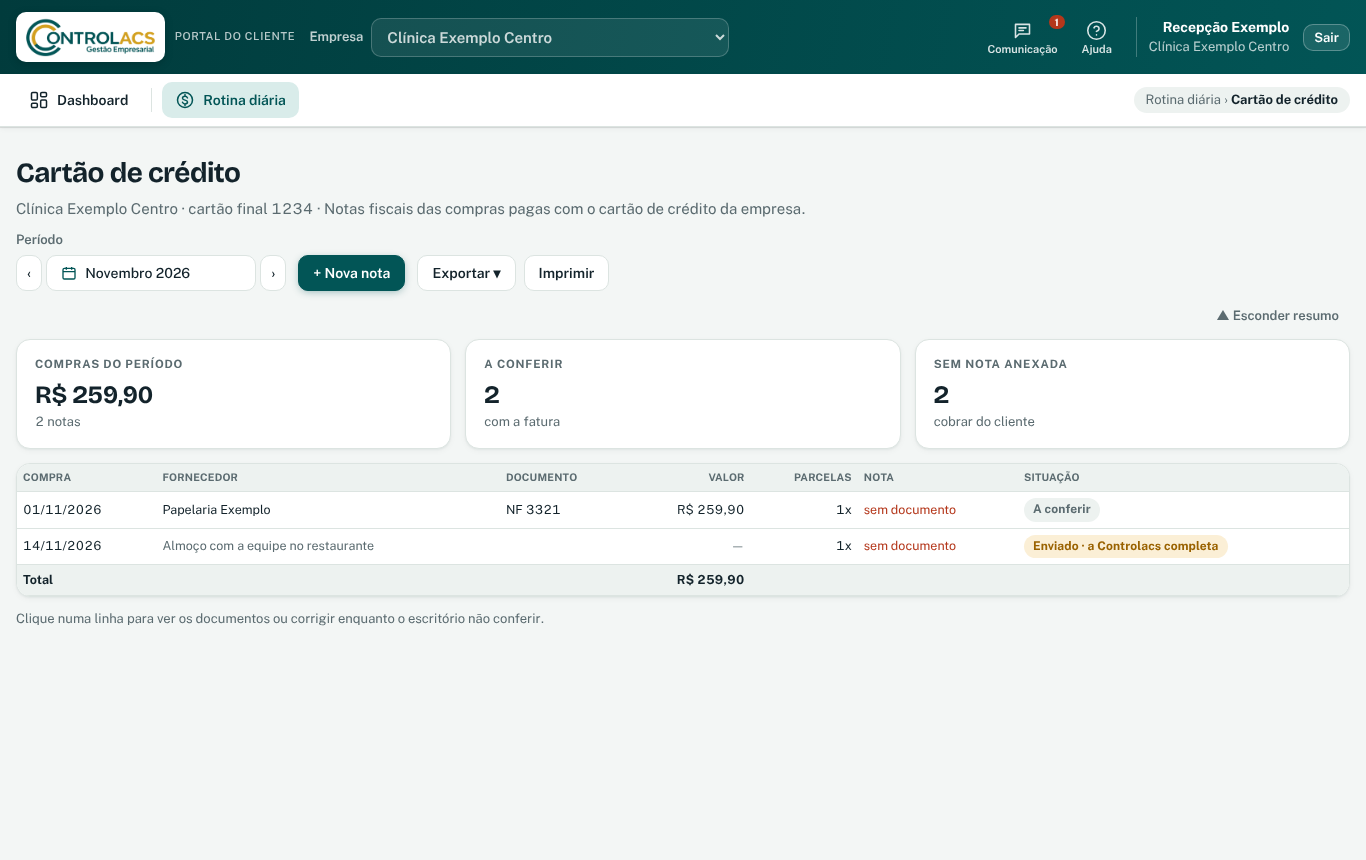 CONTROLACS
Gestão Empresarial
PORTAL DO CLIENTE
Empresa
Clínica Exemplo Centro
1
Comunicação
Ajuda
Recepção Exemplo
Clínica Exemplo Centro
Sair
Dashboard
Rotina diária
Rotina diária › Cartão de crédito
Cartão de crédito
Clínica Exemplo Centro · cartão final 1234 · Notas fiscais das compras pagas com o cartão de crédito da empresa.
Período
‹
Novembro 2026
›
+ Nova nota
Exportar ▾
Imprimir
▲ Esconder resumo
COMPRAS DO PERÍODO
R$ 259,90
2 notas
A CONFERIR
2
com a fatura
SEM NOTA ANEXADA
2
cobrar do cliente
COMPRA FORNECEDOR DOCUMENTO VALOR PARCELAS NOTA SITUAÇÃO
01/11/2026 Papelaria Exemplo NF 3321 R$ 259,90 1x sem documento A conferir
14/11/2026 Almoço com a equipe no restaurante — 1x sem documento Enviado · a Controlacs completa
Total R$ 259,90
Clique numa linha para ver os documentos ou corrigir enquanto o escritório não conferir.